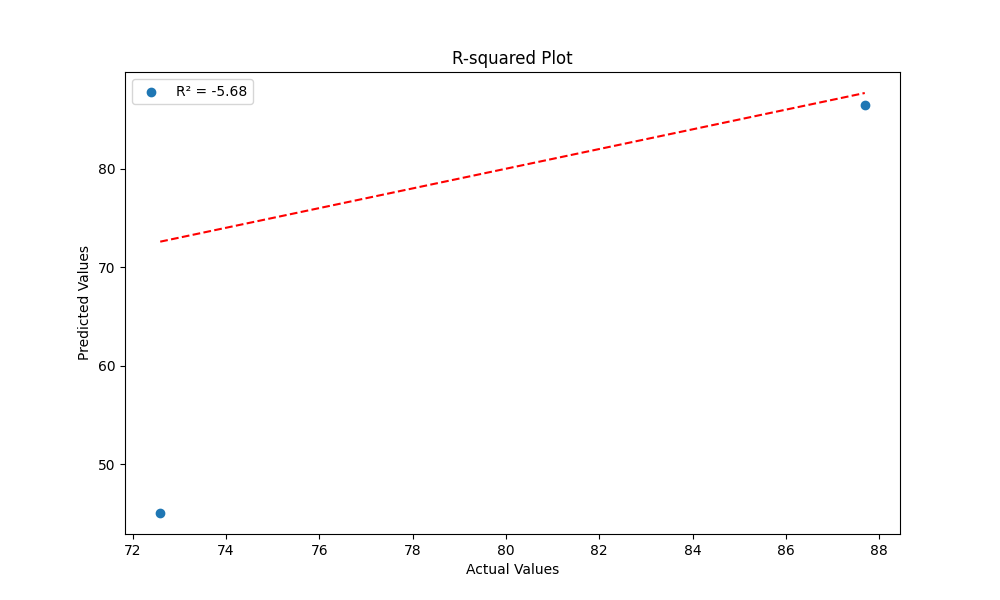 R-squared Plot
R² = -5.68
Predicted Values
80
70
60
50
72 74 76 78 80 82 84 86 88
Actual Values